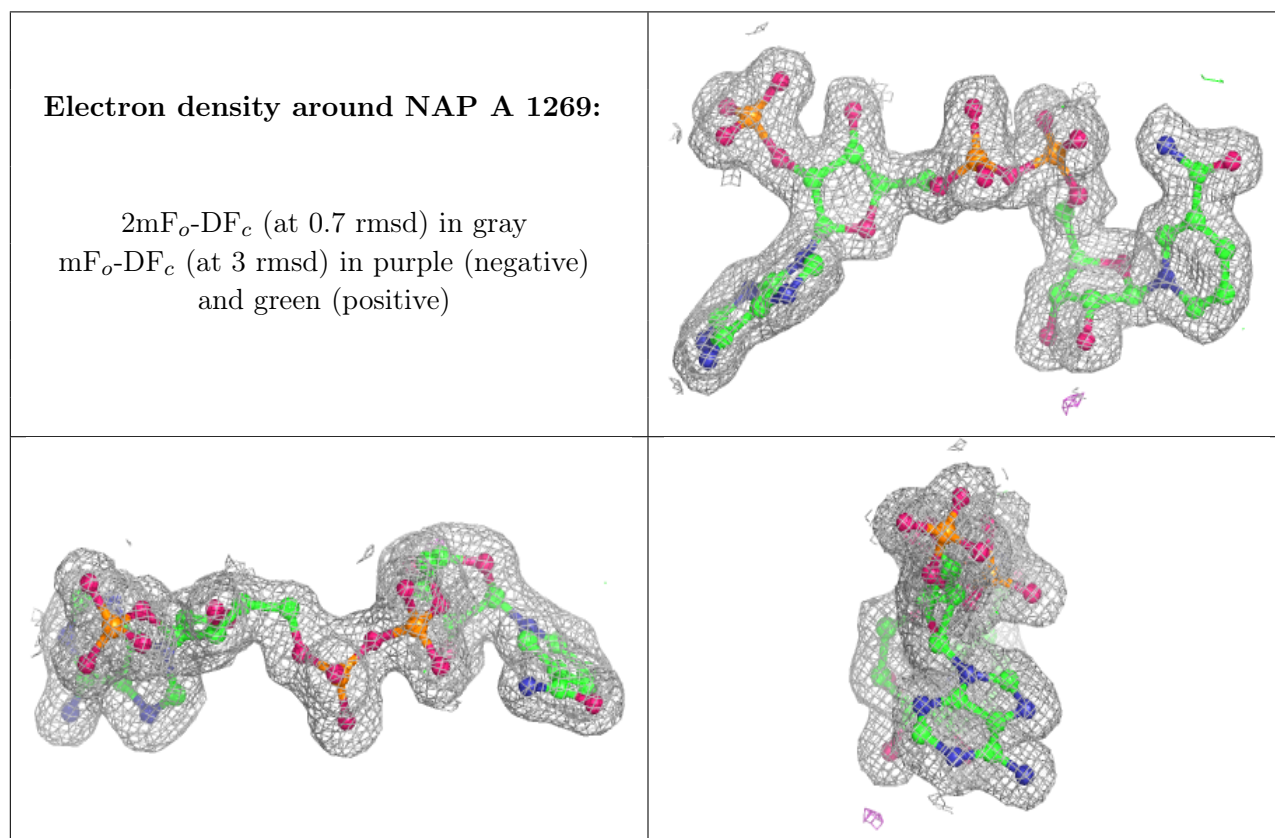 Electron density around NAP A 1269:
2mFo-DFc (at 0.7 rmsd) in gray
mFo-DFc (at 3 rmsd) in purple (negative)
and green (positive)